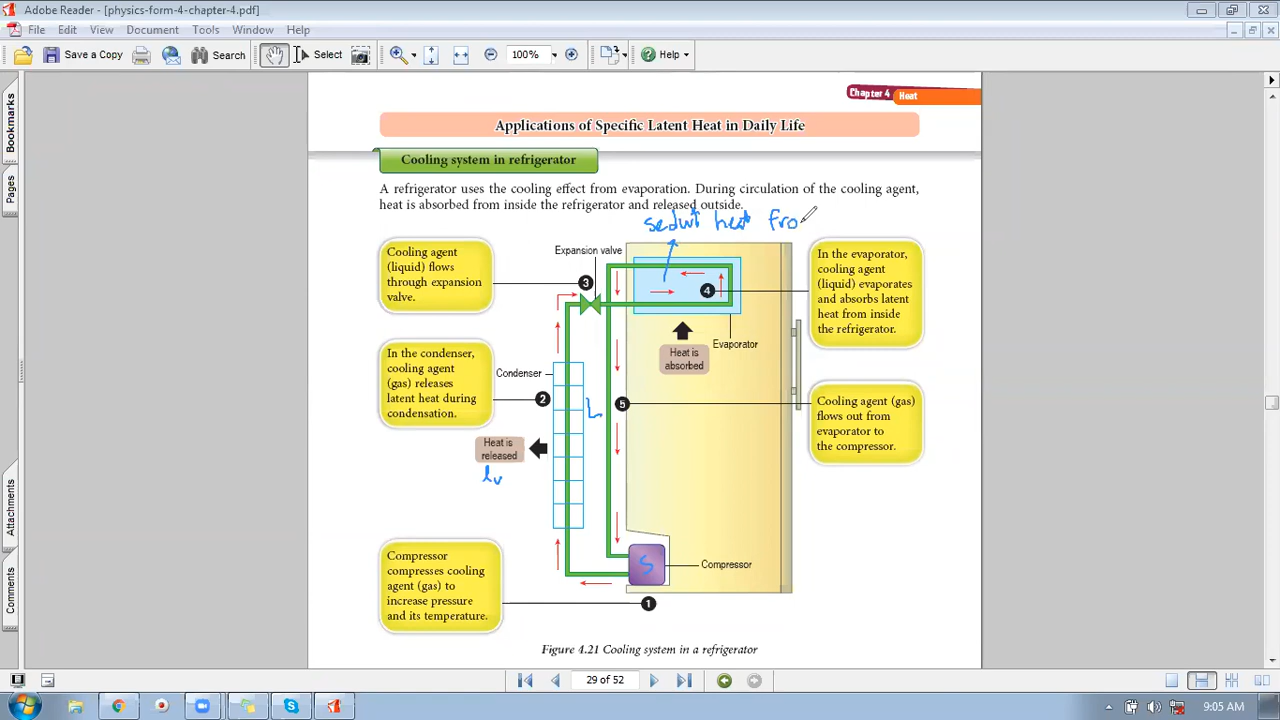 Adobe Reader - [physics-form-4-chapter-4.pdf]
File Edit View Document Tools Window Help
Save a Copy Search Select 100% Help
Bookmarks
Pages
Attachments
Comments
Chapter 4 Heat
Applications of Specific Latent Heat in Daily Life
Cooling system in refrigerator
A refrigerator uses the cooling effect from evaporation. During circulation of the cooling agent,
heat is absorbed from inside the refrigerator and released outside.
sedut heat fro
Cooling agent
(liquid) flows
through expansion
valve.
Expansion valve
3
4
In the evaporator,
cooling agent
(liquid) evaporates
and absorbs latent
heat from inside
the refrigerator.
Evaporator
Heat is
absorbed
In the condenser,
cooling agent
(gas) releases
latent heat during
condensation.
Condenser
2
L
5
Cooling agent (gas)
flows out from
evaporator to
the compressor.
Heat is
released
lv
Compressor
compresses cooling
agent (gas) to
increase pressure
and its temperature.
S
Compressor
1
Figure 4.21 Cooling system in a refrigerator
29 of 52
9:05 AM